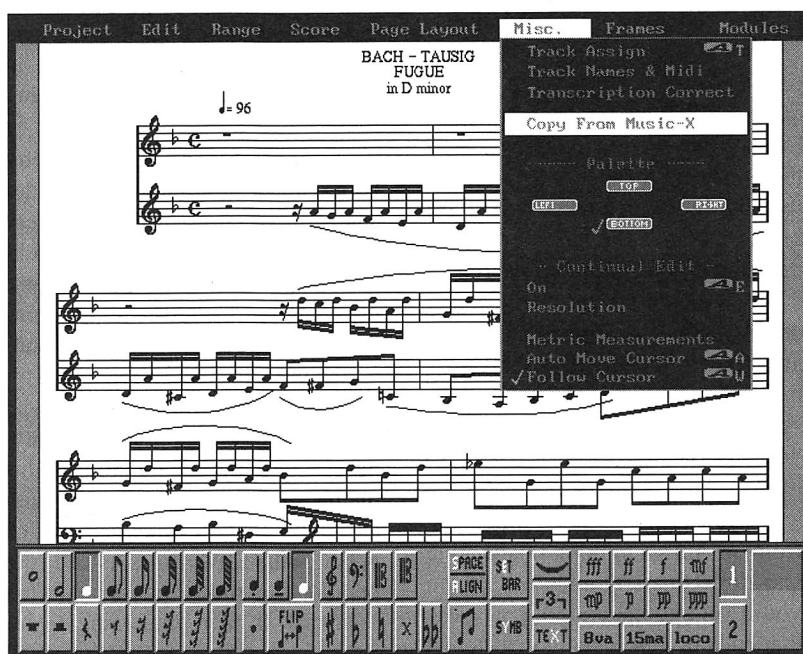 Project Edit Range Score Page Layout Misc. Frames Modules
BACH - TAUSIG
FUGUE
in D minor
= 96
Track Assign A T
Track Names & Midi
Transcription Correct
Copy From Music-X
----- Palette -----
TOP
LEFT RIGHT
BOTTOM
- Continual Edit -
On A E
Resolution
Metric Measurements
Auto Move Cursor A A
Follow Cursor A W
SPACE SET fff ff f mf 1
ALIGN BAR
3 mp p pp ppp
FLIP X SYMB TEXT 8va 15ma loco 2